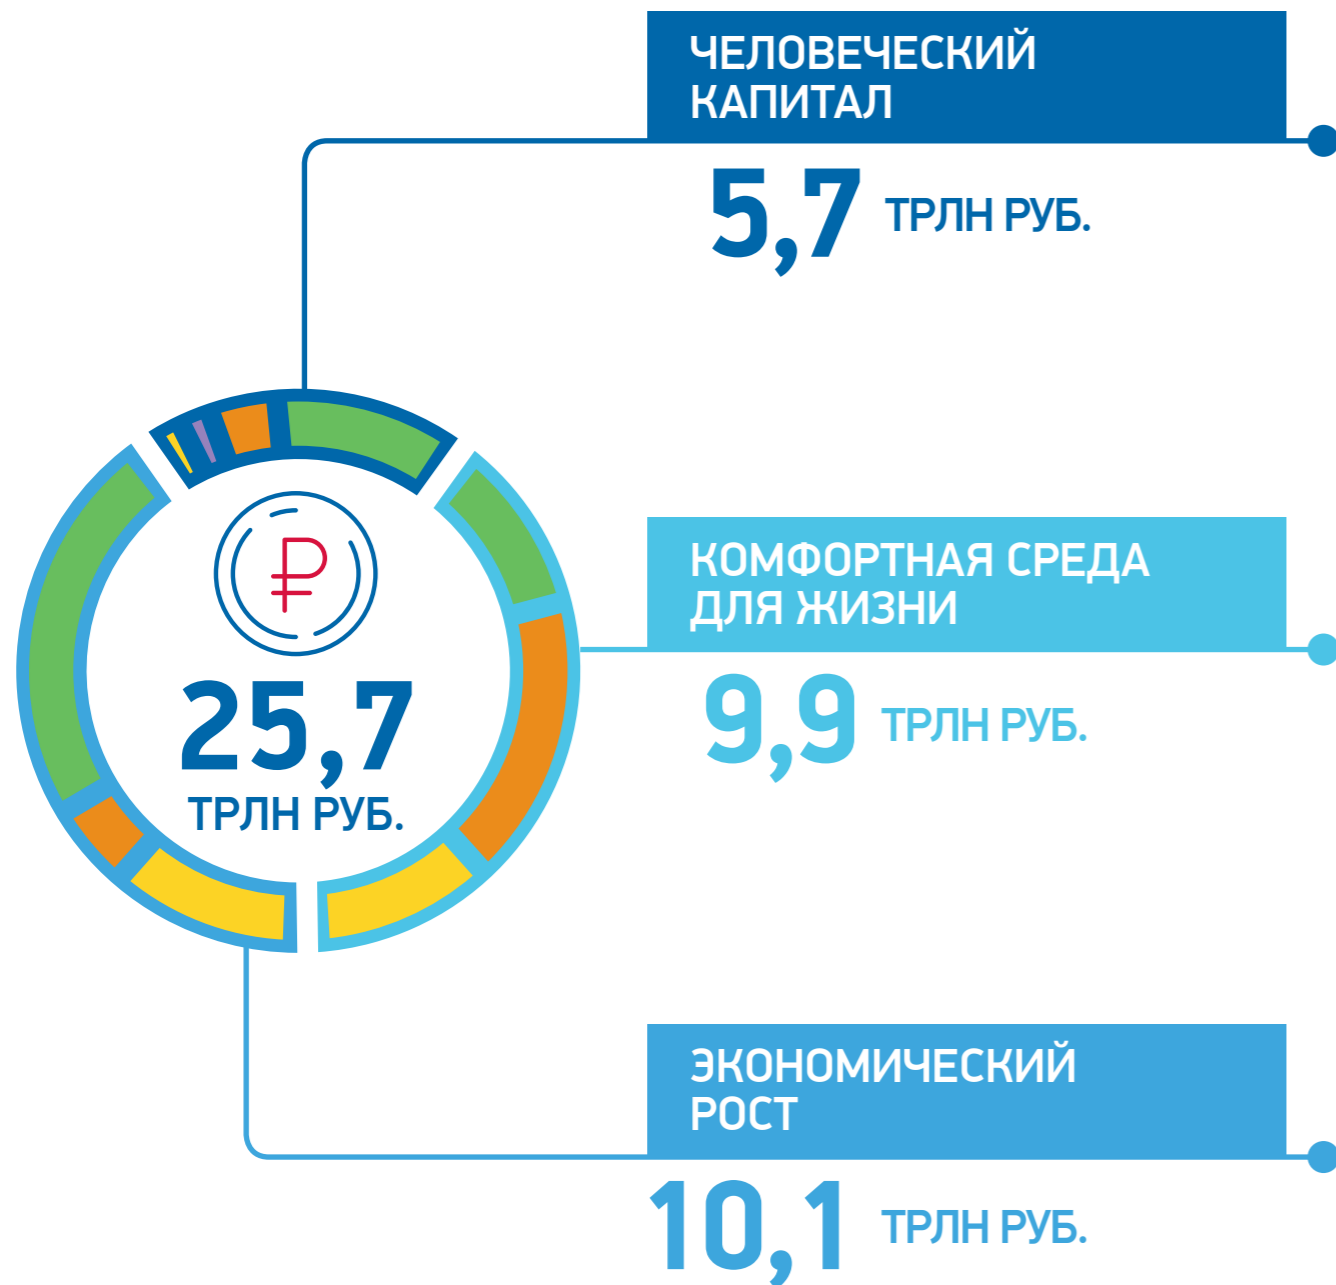 ЧЕЛОВЕЧЕСКИЙ
КАПИТАЛ
5,7 ТРЛН РУБ.
КОМФОРТНАЯ СРЕДА
ДЛЯ ЖИЗНИ
9,9 ТРЛН РУБ.
25,7
ТРЛН РУБ.
ЭКОНОМИЧЕСКИЙ
РОСТ
10,1 ТРЛН РУБ.